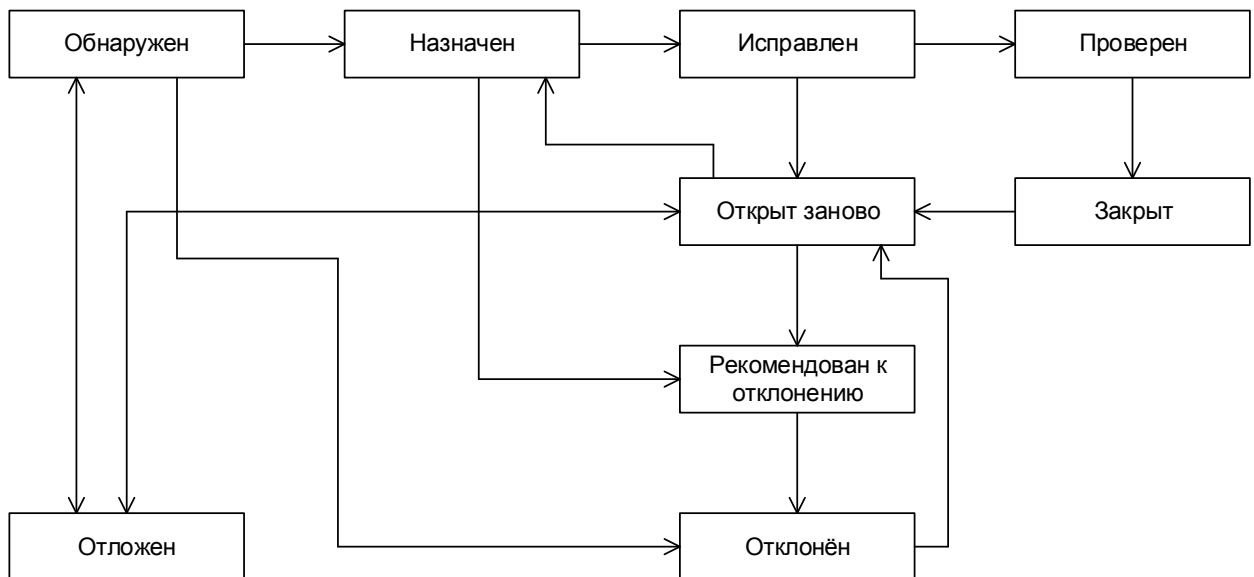 Обнаружен
Назначен
Исправлен
Проверен
Открыт заново
Закрыт
Рекомендован к
отклонению
Отложен
Отклонён